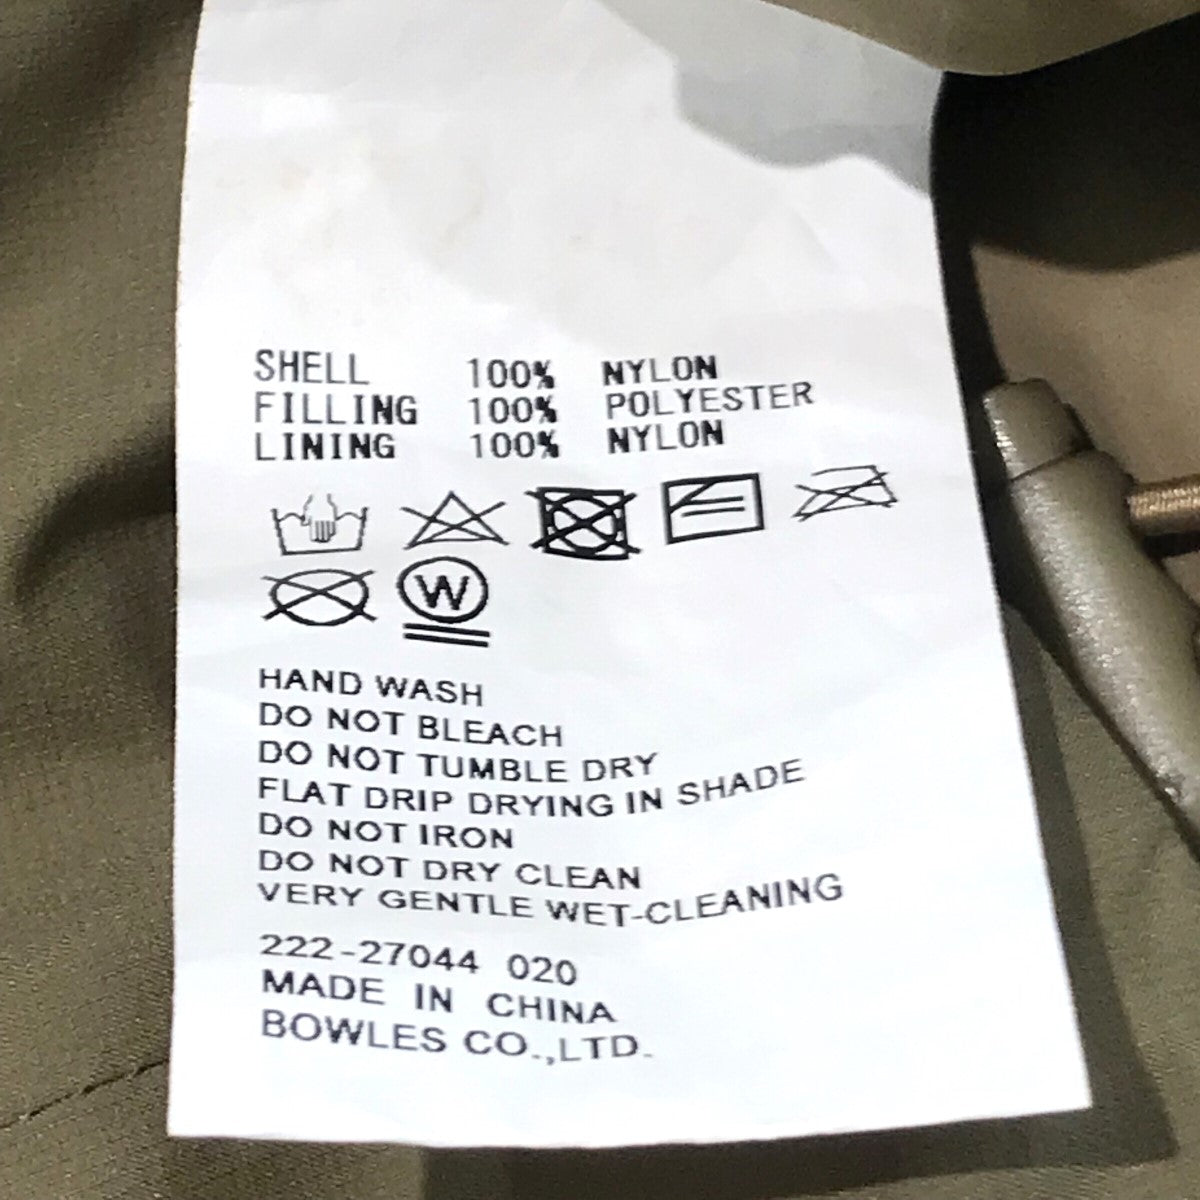 SHELL 100% NYLON
FILLING 100% POLYESTER
LINING 100% NYLON
W
HAND WASH
DO NOT BLEACH
DO NOT TUMBLE DRY
FLAT DRIP DRYING IN SHADE
DO NOT IRON
DO NOT DRY CLEAN
VERY GENTLE WET-CLEANING
222-27044 020
MADE IN CHINA
BOWLES CO.,LTD.